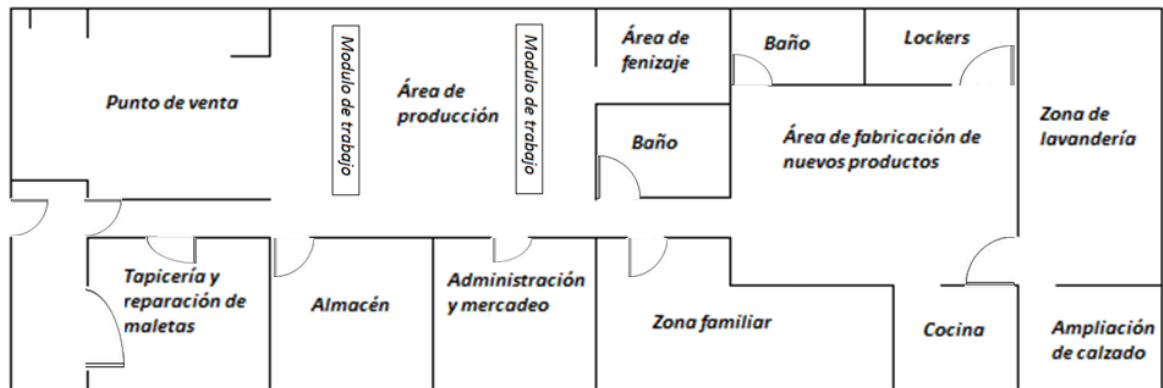 Punto de venta
Modulo de trabajo
Área de
producción
Modulo de trabajo
Área de
fenizaje
Baño
Lockers
Baño
Área de fabricación de
nuevos productos
Zona de
lavandería
Tapicería y
reparación de
maletas
Almacén
Administración
y mercadeo
Zona familiar
Cocina
Ampliación
de calzado